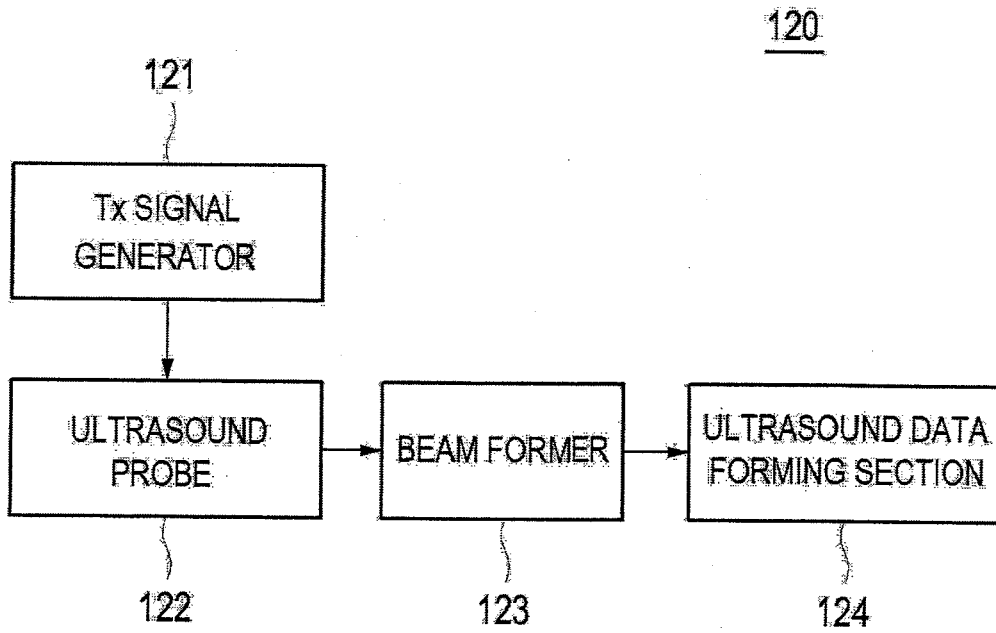 120
121
Tx SIGNAL
GENERATOR
ULTRASOUND
PROBE
BEAM FORMER
ULTRASOUND DATA
FORMING SECTION
122
123
124